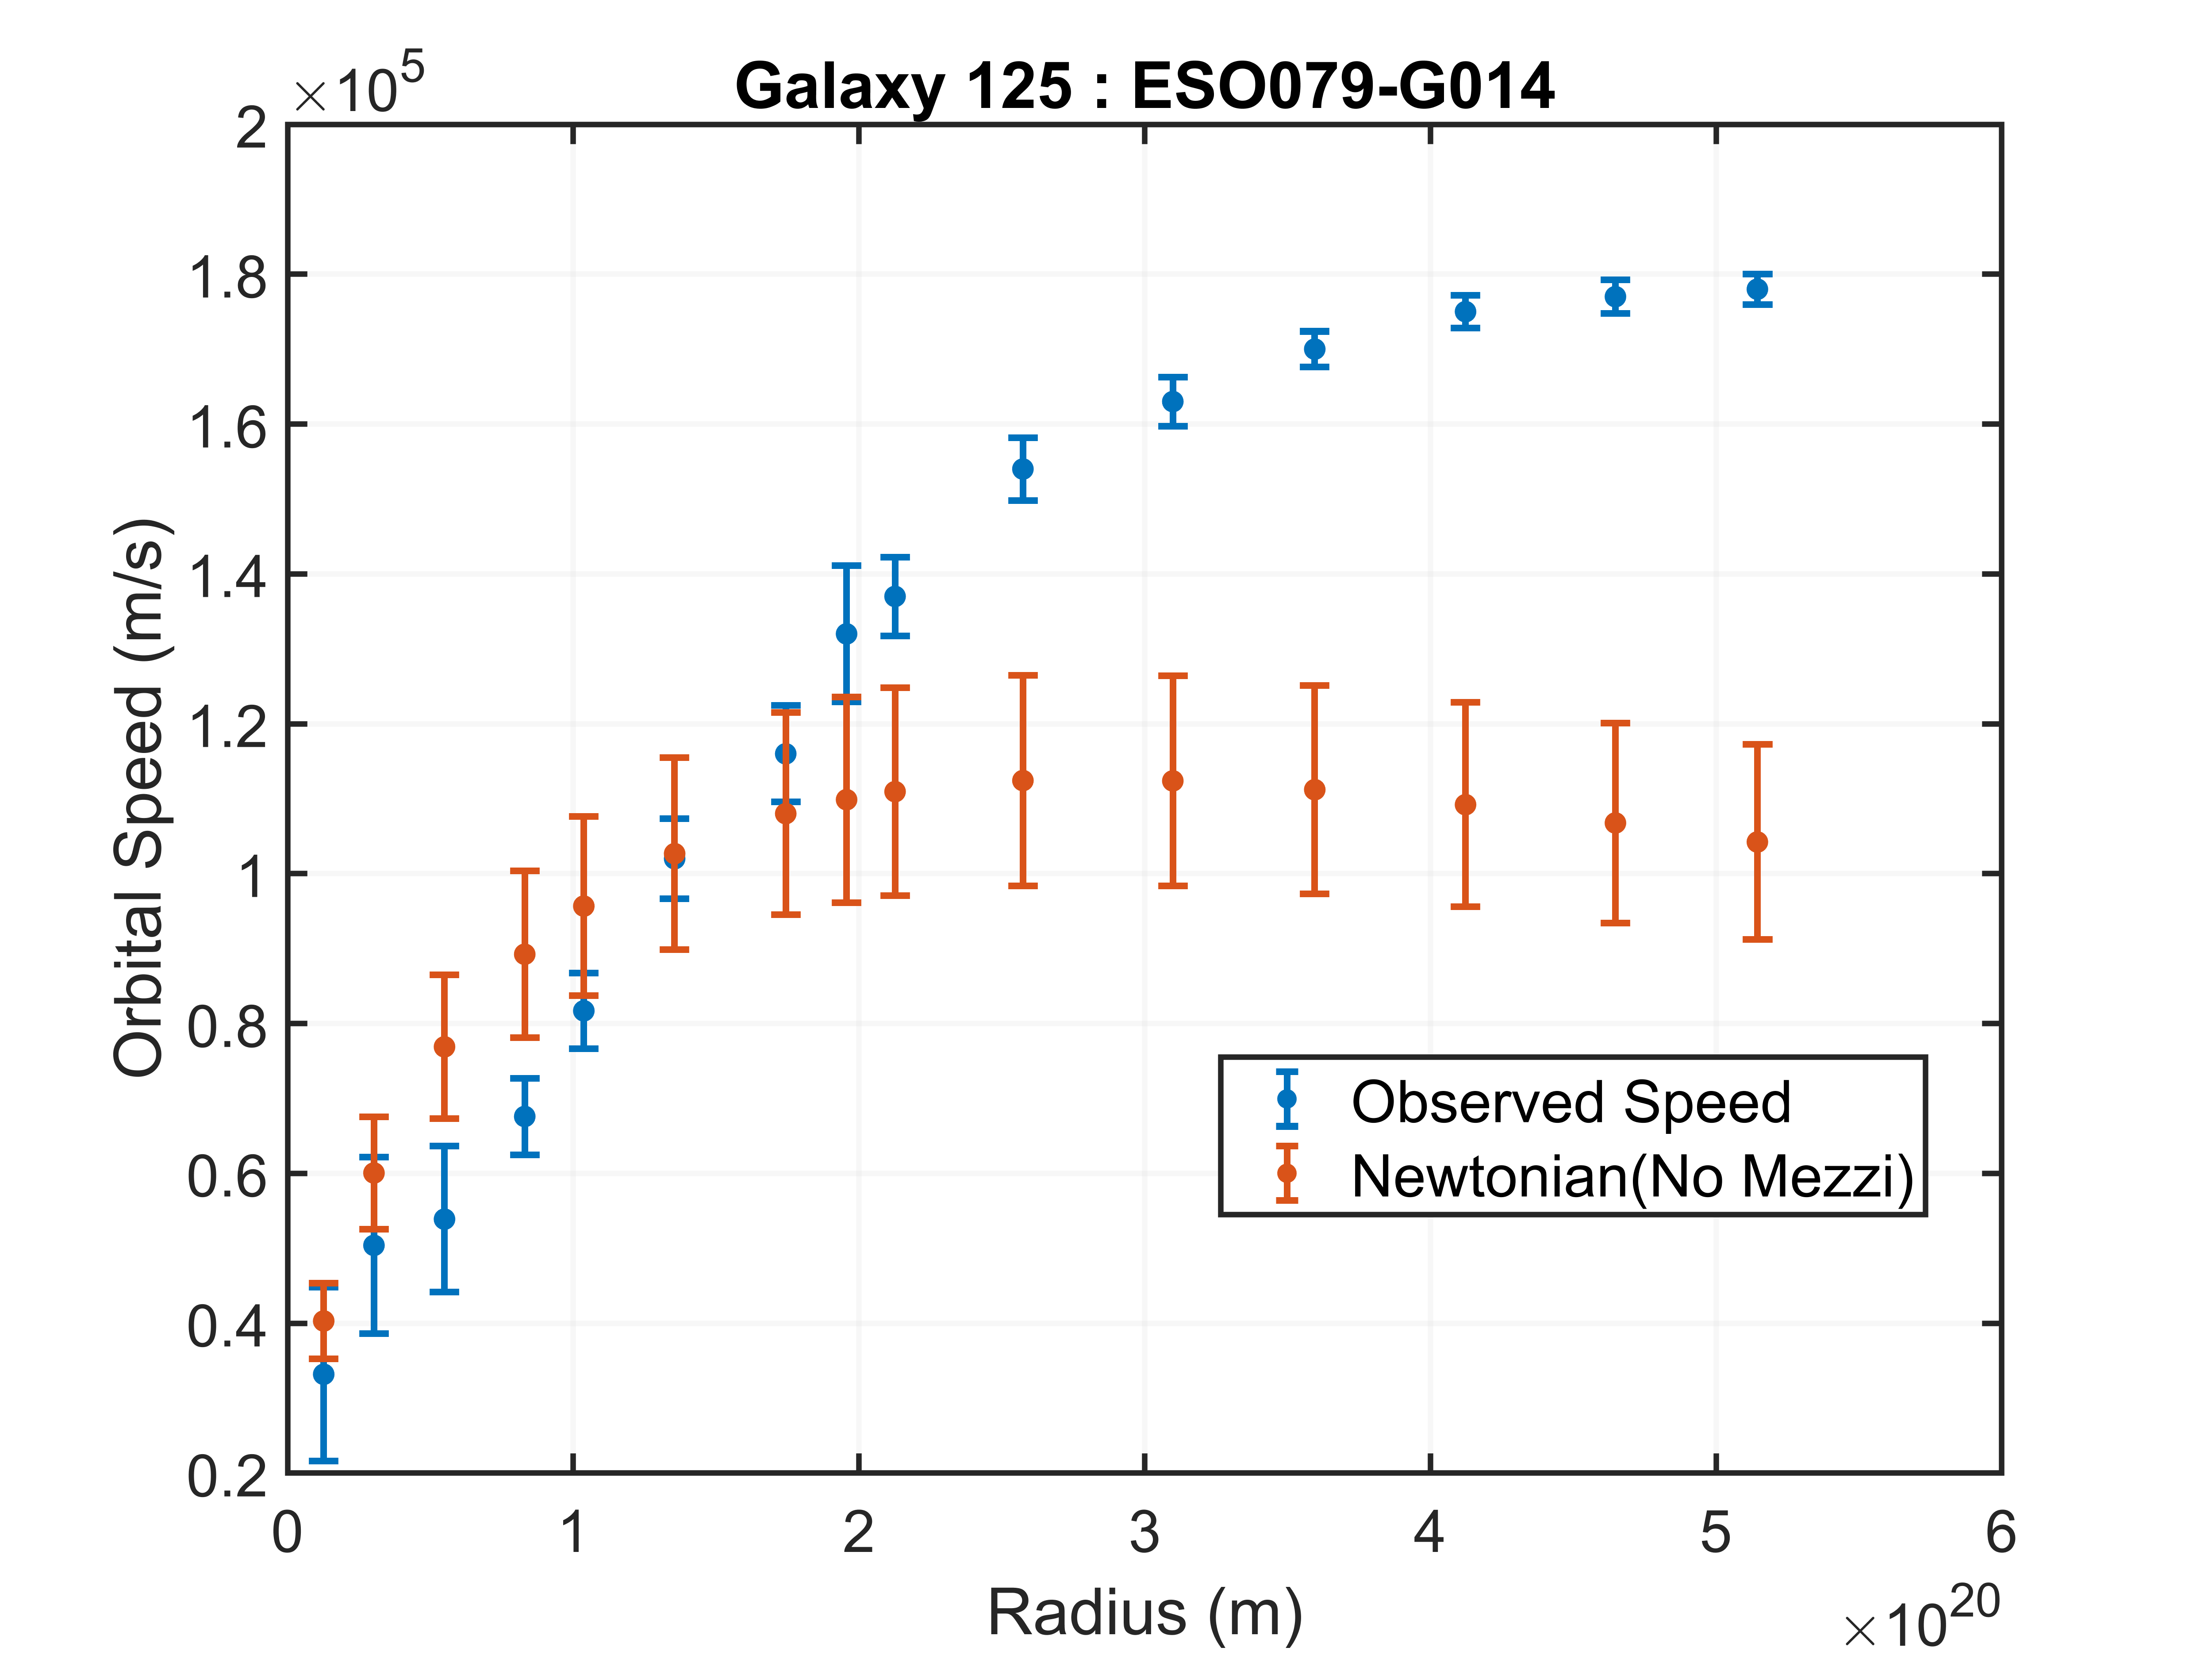 ×10^5
Galaxy 125 : ESO079-G014
2
1.8
1.6
1.4
1.2
1
0.8
0.6
0.4
0.2
Orbital Speed (m/s)
Observed Speed
Newtonian(No Mezzi)
0 1 2 3 4 5 6
Radius (m)
×10^20